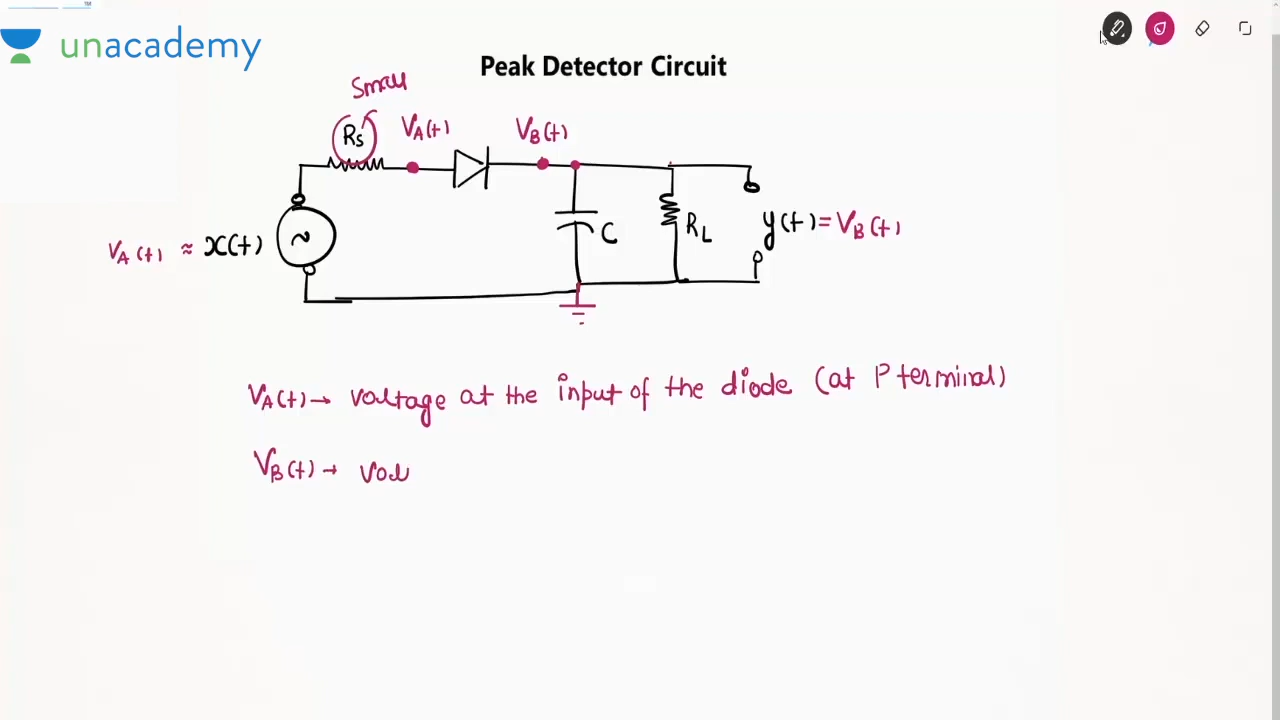 unacademy
Peak Detector Circuit
Small
Rs
VA(t)
VB(t)
VA(t) ≈ x(t)
~
C
RL
y(t) = VB(t)
VA(t) → voltage at the input of the diode (at P terminal)
VB(t) → Vol